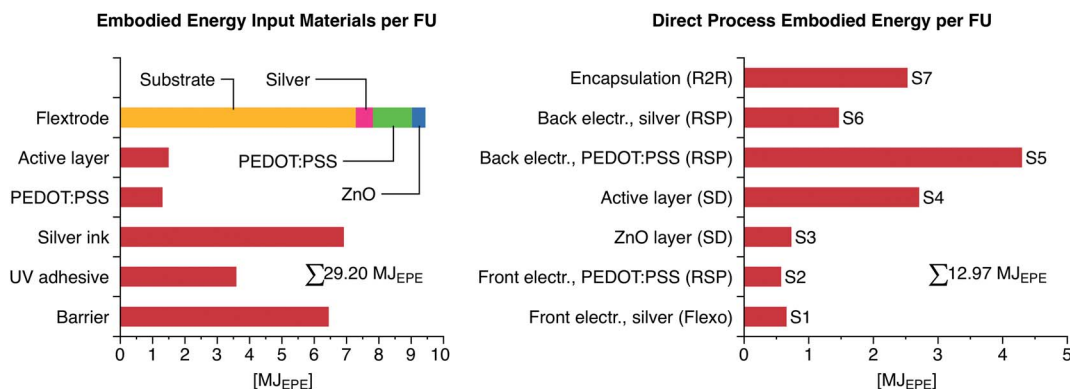 Embodied Energy Input Materials per FU
Substrate
Silver
Flextrode
PEDOT:PSS
ZnO
Active layer
PEDOT:PSS
Silver ink
UV adhesive
Barrier
∑29.20 MJEPE
0 1 2 3 4 5 6 7 8 9 10
[MJEPE]
Direct Process Embodied Energy per FU
Encapsulation (R2R) S7
Back electr., silver (RSP) S6
Back electr., PEDOT:PSS (RSP) S5
Active layer (SD) S4
ZnO layer (SD) S3
Front electr., PEDOT:PSS (RSP) S2
Front electr., silver (Flexo) S1
∑12.97 MJEPE
0 1 2 3 4 5
[MJEPE]